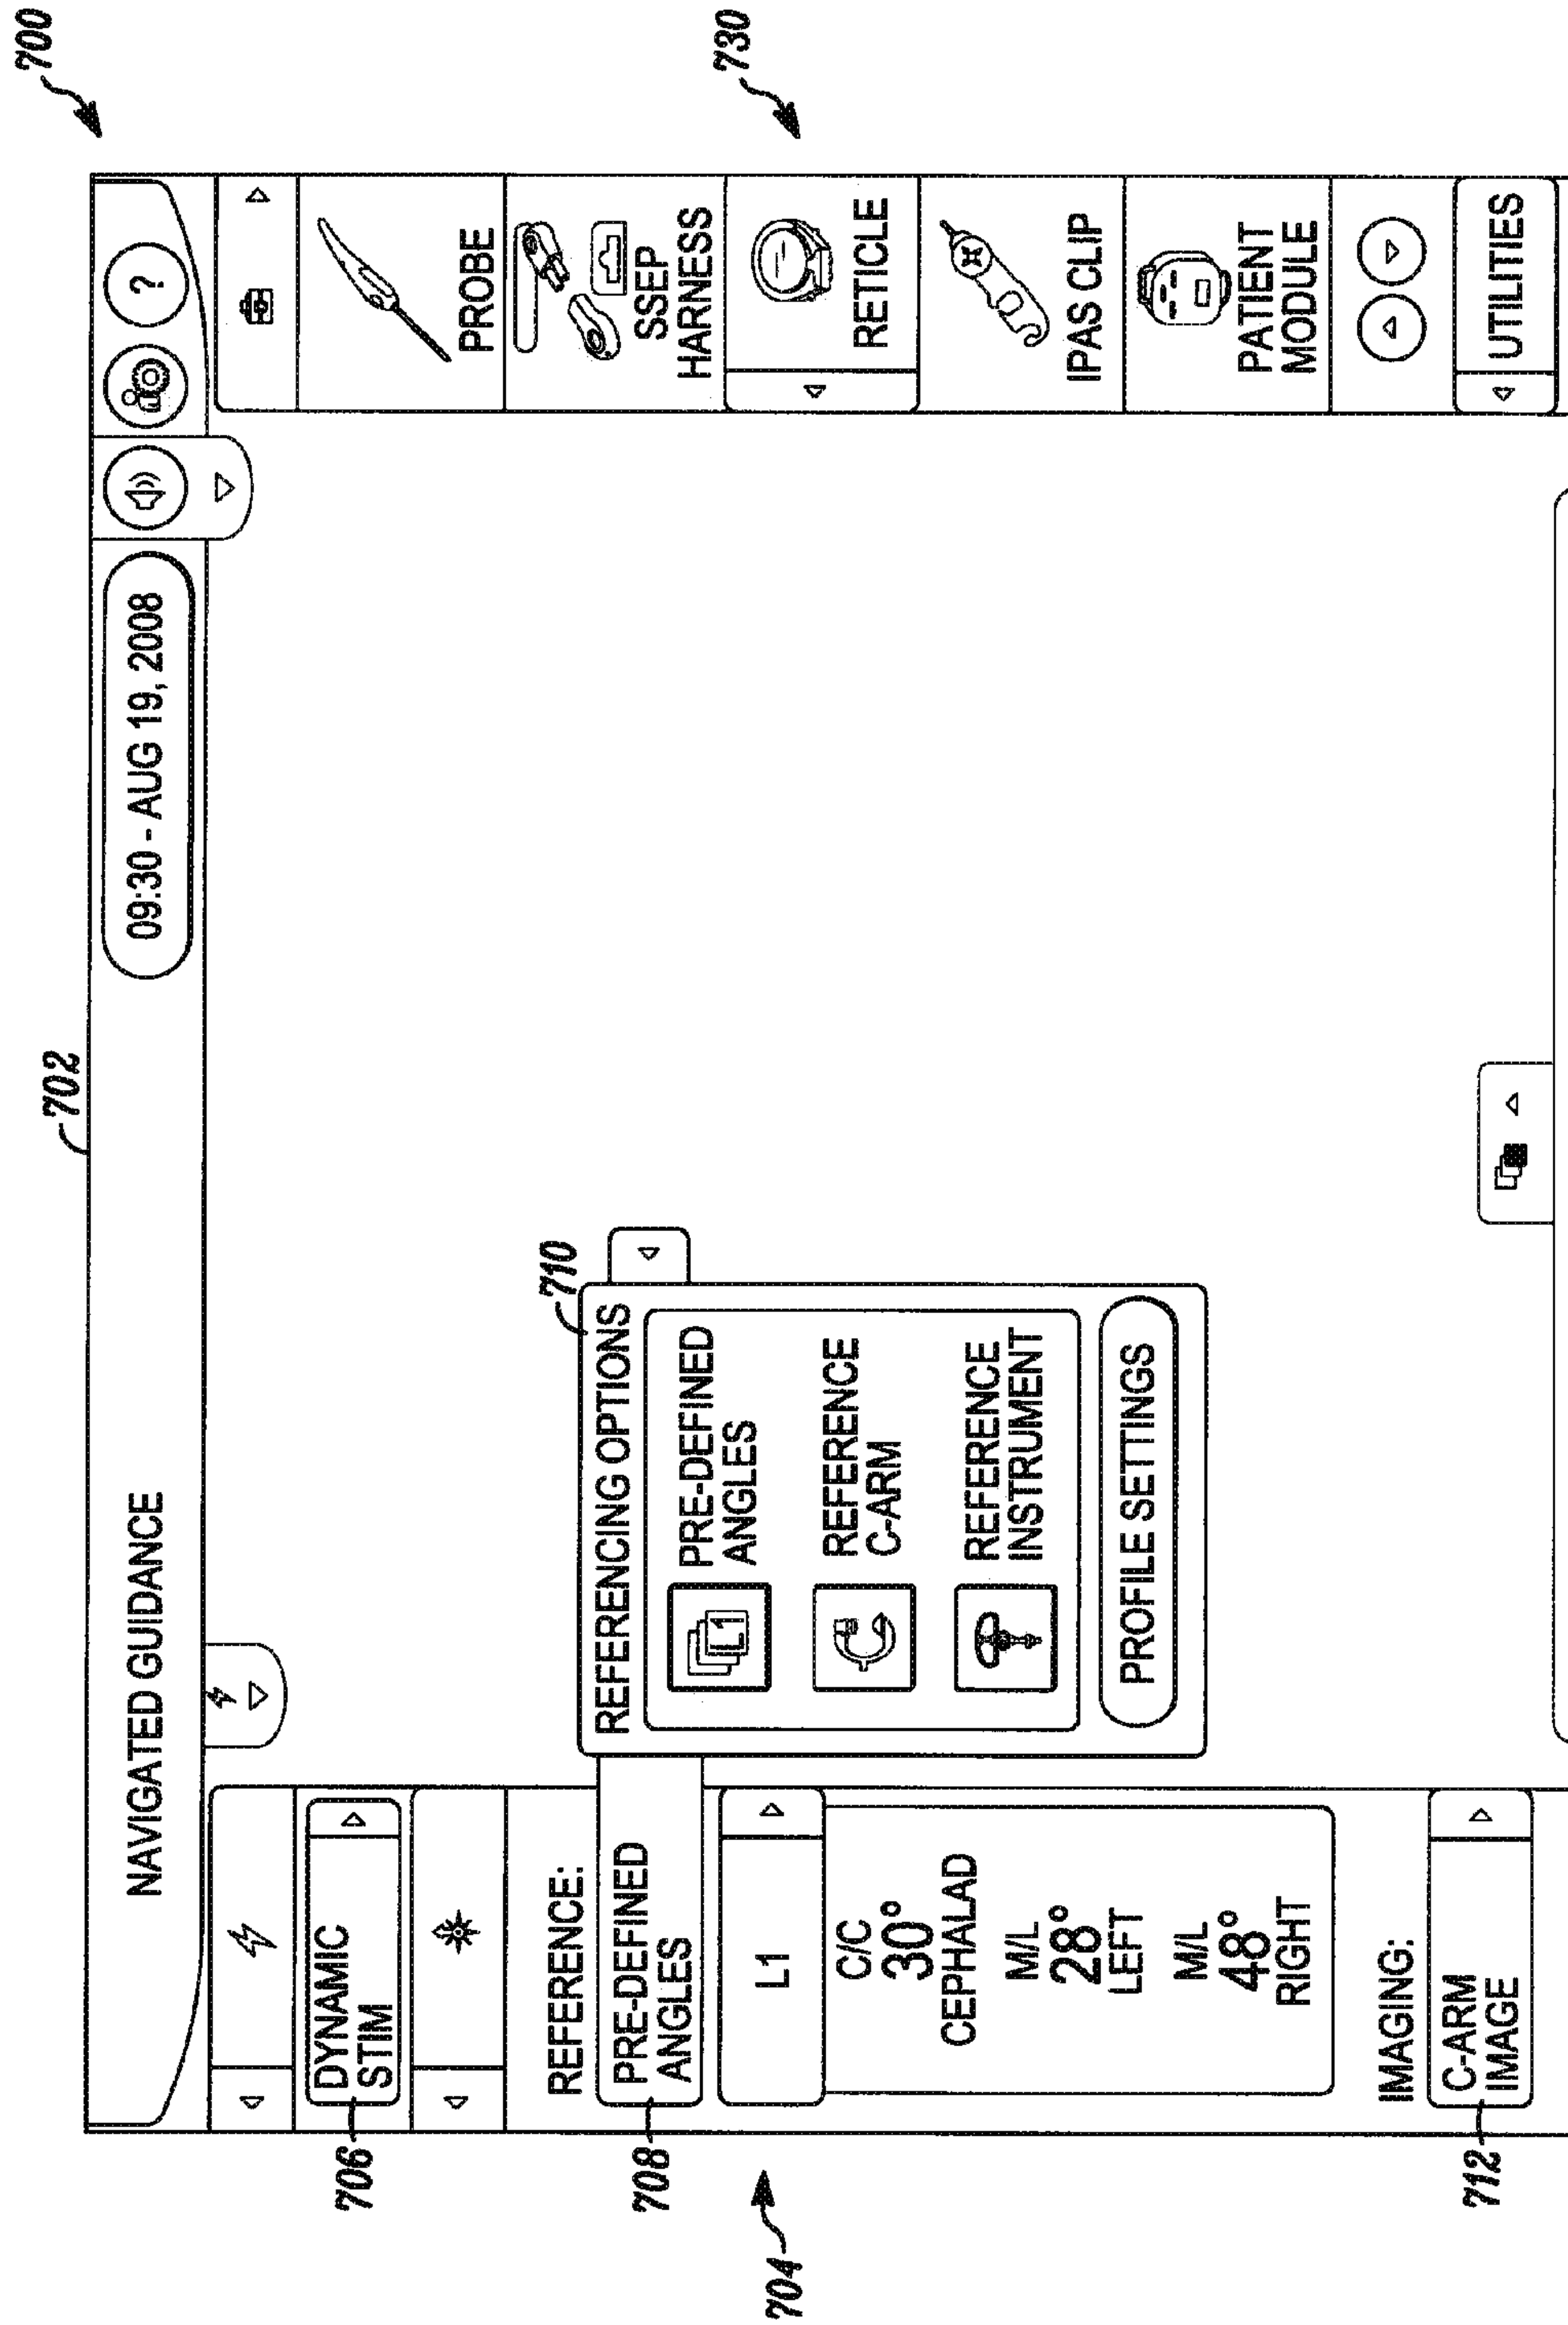 700
702
NAVIGATED GUIDANCE
09:30 - AUG 19, 2008
?
706
DYNAMIC
STIM
704
REFERENCE:
708
PRE-DEFINED
ANGLES
L1
C/C
30°
CEPHALAD
M/L
28°
LEFT
M/L
48°
RIGHT
IMAGING:
712
C-ARM
IMAGE
710
REFERENCING OPTIONS
L1
PRE-DEFINED
ANGLES
REFERENCE
C-ARM
REFERENCE
INSTRUMENT
PROFILE SETTINGS
730
PROBE
SSEP
HARNESS
RETICLE
IPAS CLIP
PATIENT
MODULE
UTILITIES